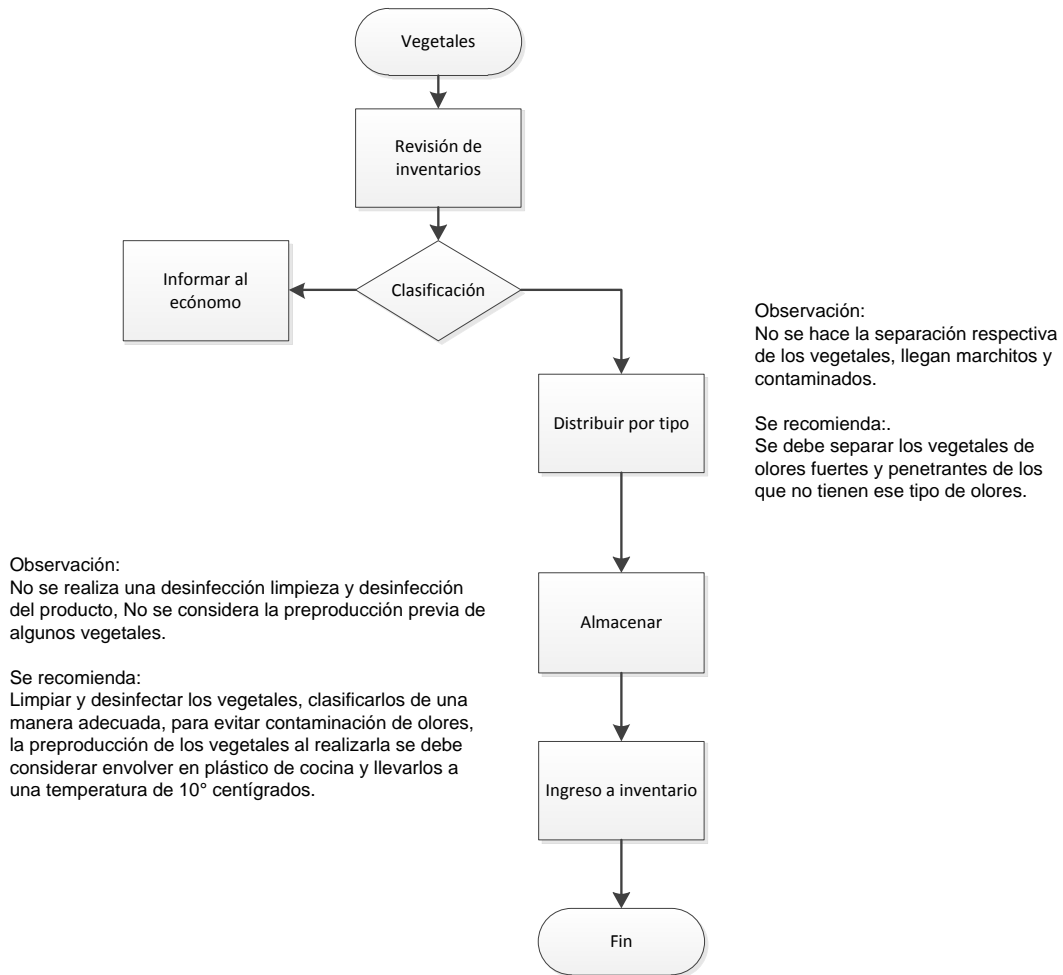 Vegetales
Revisión de
inventarios
Informar al
ecónomo
Clasificación
Observación:
No se hace la separación respectiva
de los vegetales, llegan marchitos y
contaminados.
Se recomienda:.
Se debe separar los vegetales de
olores fuertes y penetrantes de los
que no tienen ese tipo de olores.
Distribuir por tipo
Observación:
No se realiza una desinfección limpieza y desinfección
del producto, No se considera la preproducción previa de
algunos vegetales.
Se recomienda:
Limpiar y desinfectar los vegetales, clasificarlos de una
manera adecuada, para evitar contaminación de olores,
la preproducción de los vegetales al realizarla se debe
considerar envolver en plástico de cocina y llevarlos a
una temperatura de 10° centígrados.
Almacenar
Ingreso a inventario
Fin